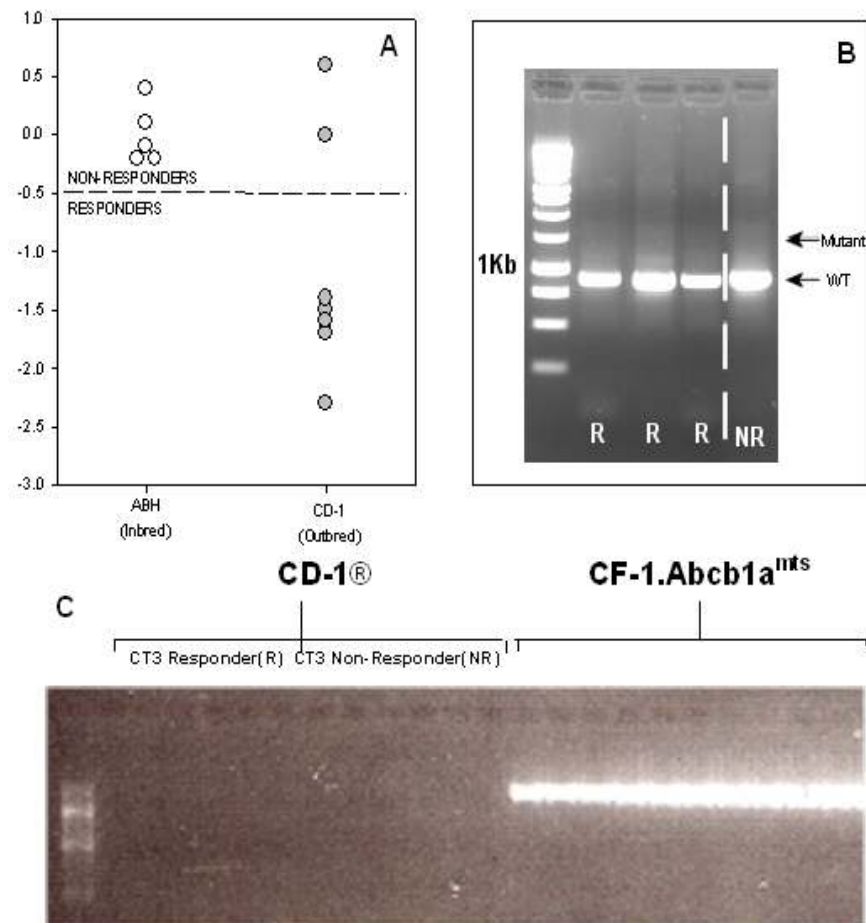 A
1.0
0.5
0.0
NON-RESPONDERS
-0.5
RESPONDERS
-1.0
-1.5
-2.0
-2.5
-3.0
ABH
(Inbred)
CD-1
(Outbred)
B
Mutant
1Kb
WT
R R R NR
C
CD-1®
CF-1.Abcb1aᵐᵗˢ
CT3 Responder(R) CT3 Non-Responder(NR)